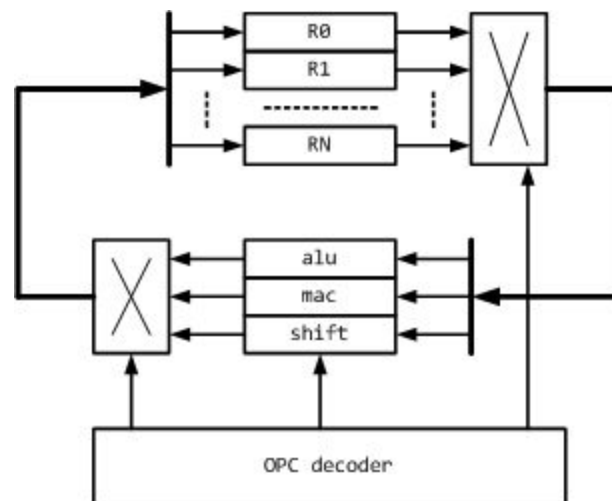 R0
R1
RN
alu
mac
shift
OPC decoder